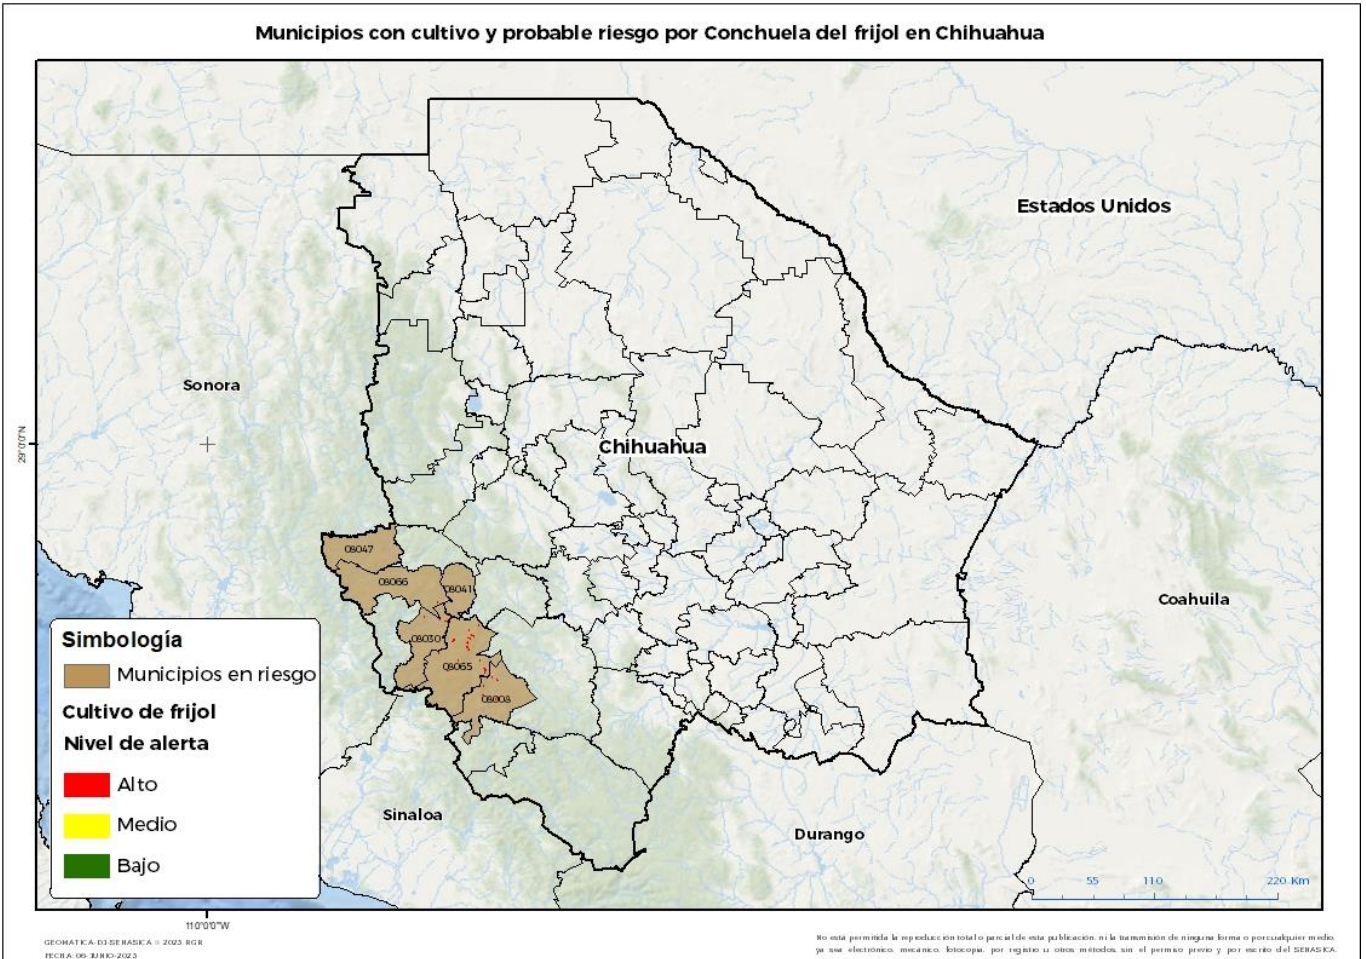 Municipios con cultivo y probable riesgo por Conchuela del frijol en Chihuahua
Estados Unidos
Sonora
Chihuahua
29°0'0"N
08047
08066
08041
Coahuila
08030
08065
08008
Simbología
Municipios en riesgo
Cultivo de frijol
Nivel de alerta
Alto
Medio
Bajo
Sinaloa
Durango
0 55 110 220 Km
110°0'0"W
GEOMÁTICA-DJ-SENASICA © 2023 RGR
FECHA: 06-JUNIO-2023
No está permitida la reproducción total o parcial de esta publicación, ni la transmisión de ninguna forma o por cualquier medio,
ya sea electrónico, mecánico, fotocopia, por registro u otros métodos, sin el permiso previo y por escrito del SENASICA.